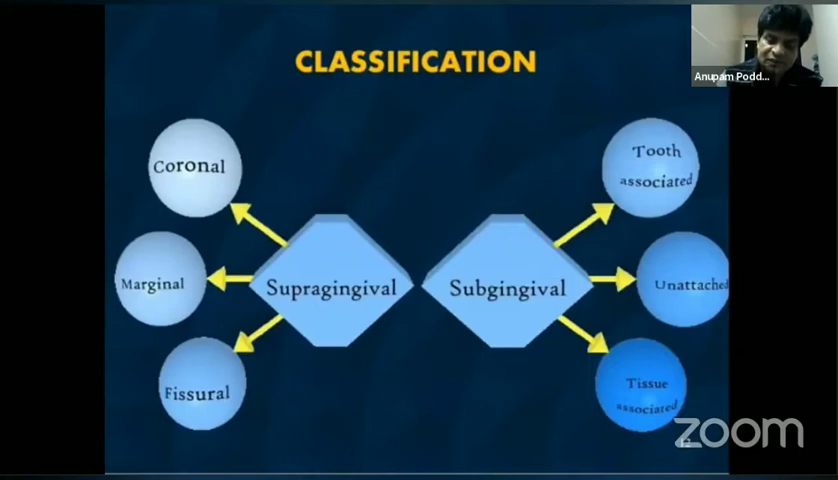 CLASSIFICATION
Anupam Podd...
Coronal
Marginal
Fissural
Supragingival
Subgingival
Tooth
associated
Unattached
Tissue
associated
zoom